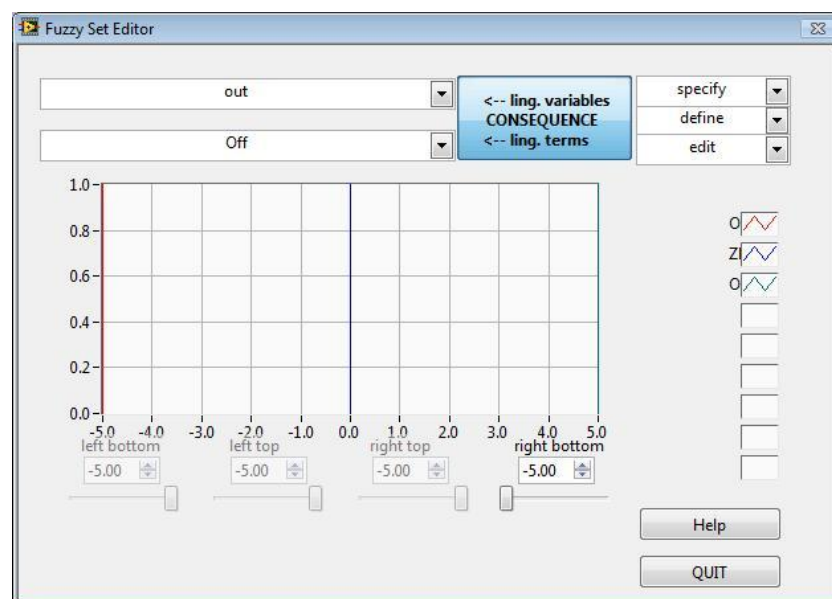 Fuzzy Set Editor
out
<-- ling. variables
CONSEQUENCE
<-- ling. terms
Off
specify
define
edit
1.0
0.8
0.6
0.4
0.2
0.0
-5.0 -4.0 -3.0 -2.0 -1.0 0.0 1.0 2.0 3.0 4.0 5.0
left bottom left top right top right bottom
-5.00 -5.00 -5.00 -5.00
O
ZI
O
Help
QUIT